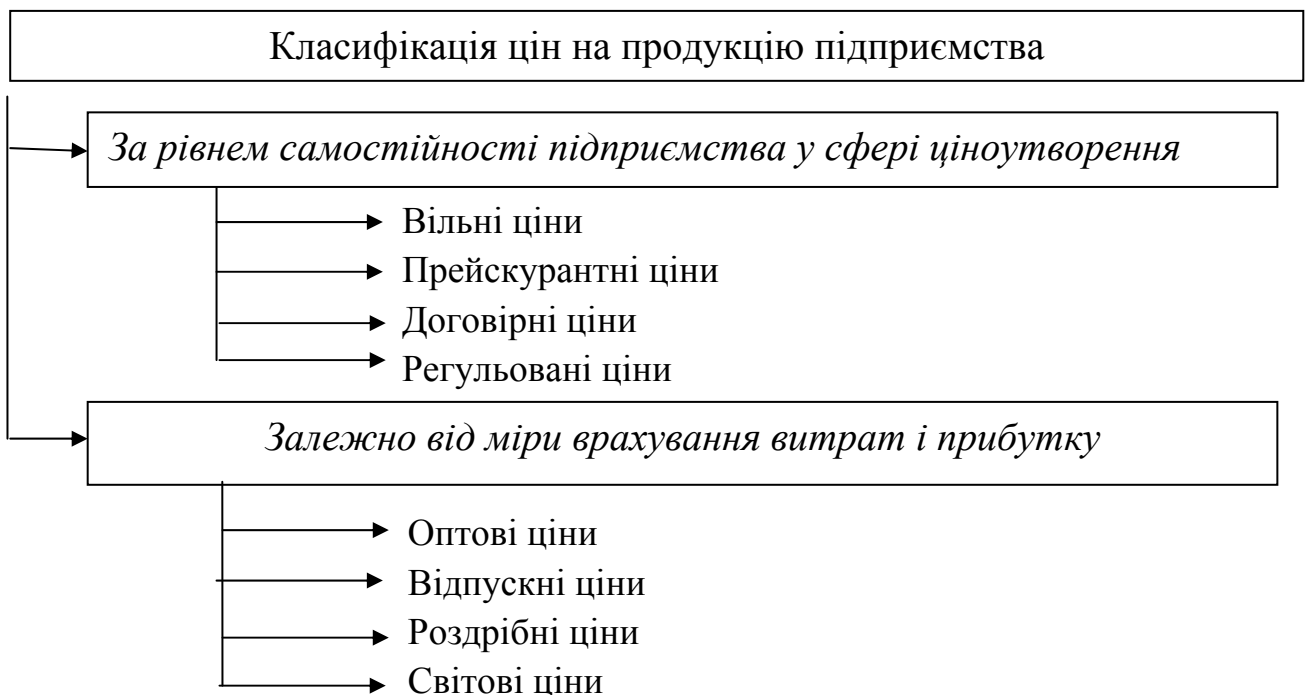 Класифікація цін на продукцію підприємства
За рівнем самостійності підприємства у сфері ціноутворення
Вільні ціни
Прейскурантні ціни
Договірні ціни
Регульовані ціни
Залежно від міри врахування витрат і прибутку
Оптові ціни
Відпускні ціни
Роздрібні ціни
Світові ціни